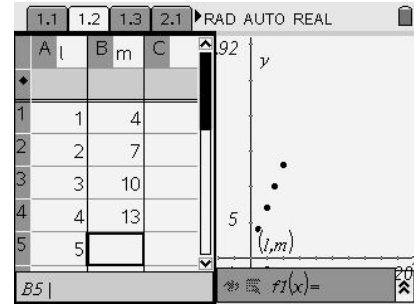 1.1 1.2 1.3 2.1 RAD AUTO REAL
A l B m C
1 1 4
2 2 7
3 3 10
4 4 13
5 5
B5
.92 y
5
(l,m)
20
f1(x)=